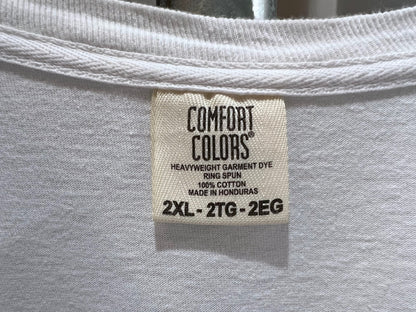 COMFORT
COLORS®
HEAVYWEIGHT GARMENT DYE
RING SPUN
100% COTTON
MADE IN HONDURAS
2XL - 2TG - 2EG